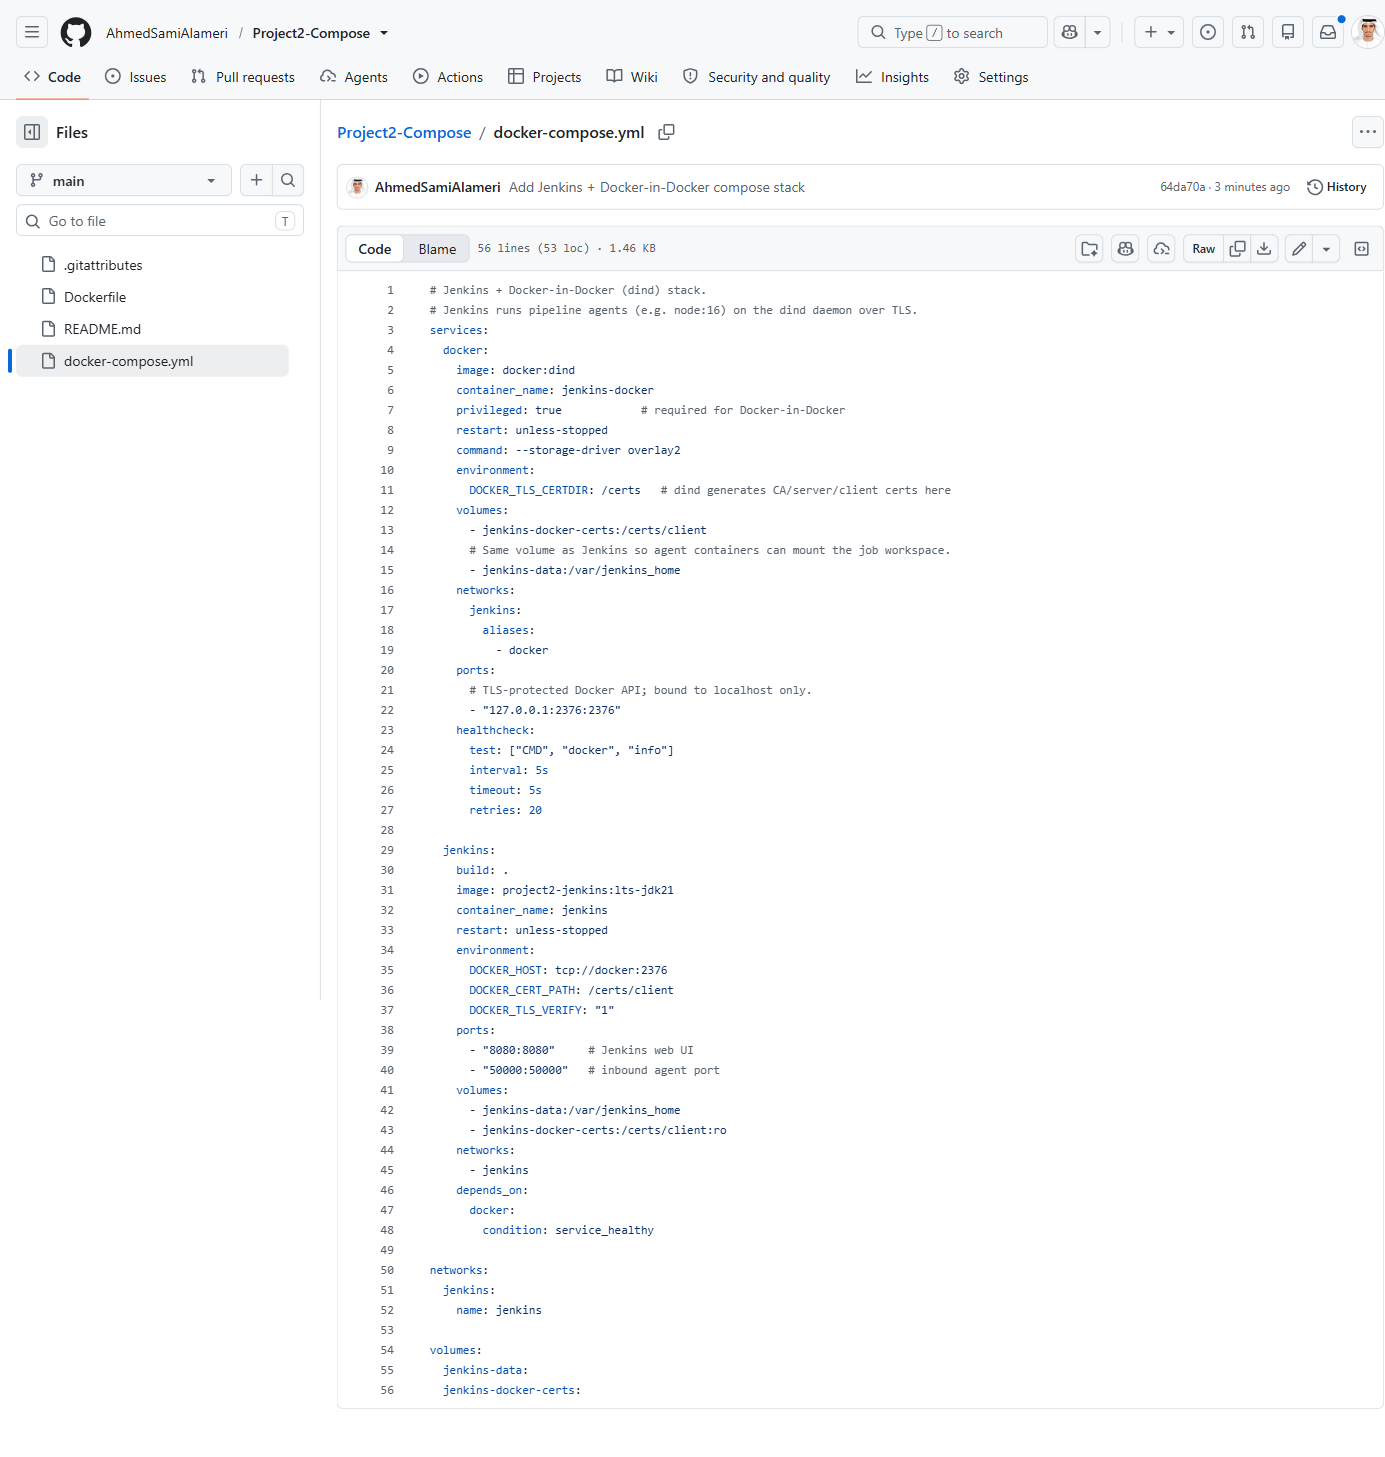 AhmedSamiAlameri / Project2-Compose
Type / to search
Code
Issues
Pull requests
Agents
Actions
Projects
Wiki
Security and quality
Insights
Settings
Files
main
Go to file
T
.gitattributes
Dockerfile
README.md
docker-compose.yml
Project2-Compose / docker-compose.yml
AhmedSamiAlameri Add Jenkins + Docker-in-Docker compose stack
64da70a · 3 minutes ago
History
Code
Blame
56 lines (53 loc) · 1.46 KB
Raw
1 # Jenkins + Docker-in-Docker (dind) stack.
2 # Jenkins runs pipeline agents (e.g. node:16) on the dind daemon over TLS.
3 services:
4   docker:
5     image: docker:dind
6     container_name: jenkins-docker
7     privileged: true            # required for Docker-in-Docker
8     restart: unless-stopped
9     command: --storage-driver overlay2
10     environment:
11       DOCKER_TLS_CERTDIR: /certs   # dind generates CA/server/client certs here
12     volumes:
13       - jenkins-docker-certs:/certs/client
14       # Same volume as Jenkins so agent containers can mount the job workspace.
15       - jenkins-data:/var/jenkins_home
16     networks:
17       jenkins:
18         aliases:
19           - docker
20     ports:
21       # TLS-protected Docker API; bound to localhost only.
22       - "127.0.0.1:2376:2376"
23     healthcheck:
24       test: ["CMD", "docker", "info"]
25       interval: 5s
26       timeout: 5s
27       retries: 20
28
29   jenkins:
30     build: .
31     image: project2-jenkins:lts-jdk21
32     container_name: jenkins
33     restart: unless-stopped
34     environment:
35       DOCKER_HOST: tcp://docker:2376
36       DOCKER_CERT_PATH: /certs/client
37       DOCKER_TLS_VERIFY: "1"
38     ports:
39       - "8080:8080"     # Jenkins web UI
40       - "50000:50000"   # inbound agent port
41     volumes:
42       - jenkins-data:/var/jenkins_home
43       - jenkins-docker-certs:/certs/client:ro
44     networks:
45       - jenkins
46     depends_on:
47       docker:
48         condition: service_healthy
49
50 networks:
51   jenkins:
52     name: jenkins
53
54 volumes:
55   jenkins-data:
56   jenkins-docker-certs: